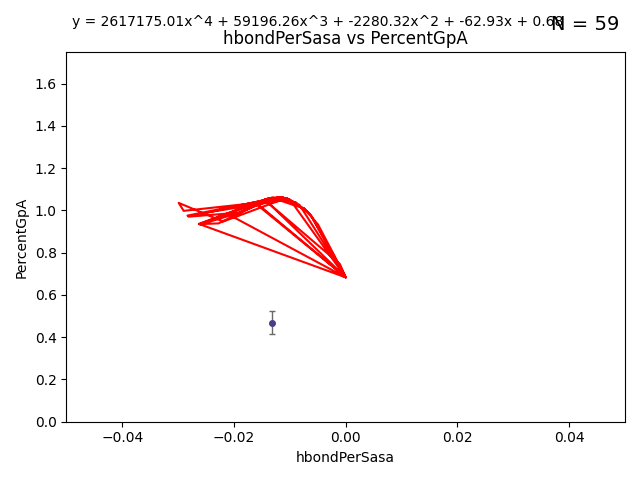 y = 2617175.01x^4 + 59196.26x^3 + -2280.32x^2 + -62.93x + 0.68
N = 59
hbondPerSasa vs PercentGpA
1.6
1.4
1.2
1.0
0.8
0.6
0.4
0.2
0.0
PercentGpA
−0.04 −0.02 0.00 0.02 0.04
hbondPerSasa